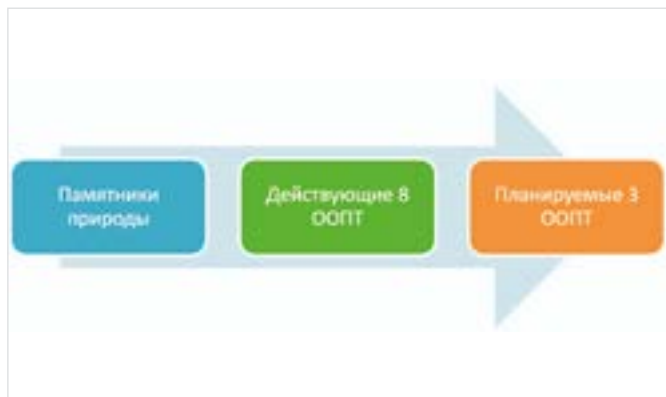 Памятники
природы
Действующие 8
ООПТ
Планируемые 3
ООПТ